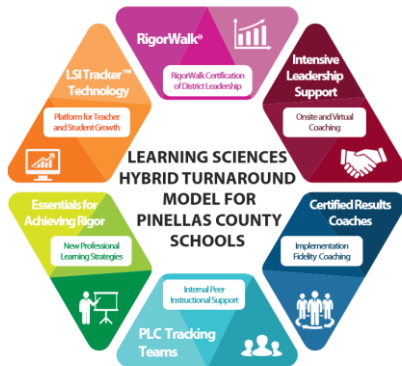 RigorWalk®
RigorWalk Certification
of District Leadership
Intensive
Leadership
Support
Onsite and Virtual
Coaching
LSI Tracker™
Technology
Platform for Teacher
and Student Growth
LEARNING SCIENCES
HYBRID TURNAROUND
MODEL FOR
PINELLAS COUNTY
SCHOOLS
Essentials for
Achieving Rigor
New Professional
Learning Strategies
Certified Results
Coaches
Implementation
Fidelity Coaching
Internal Peer
Instructional Support
PLC Tracking
Teams